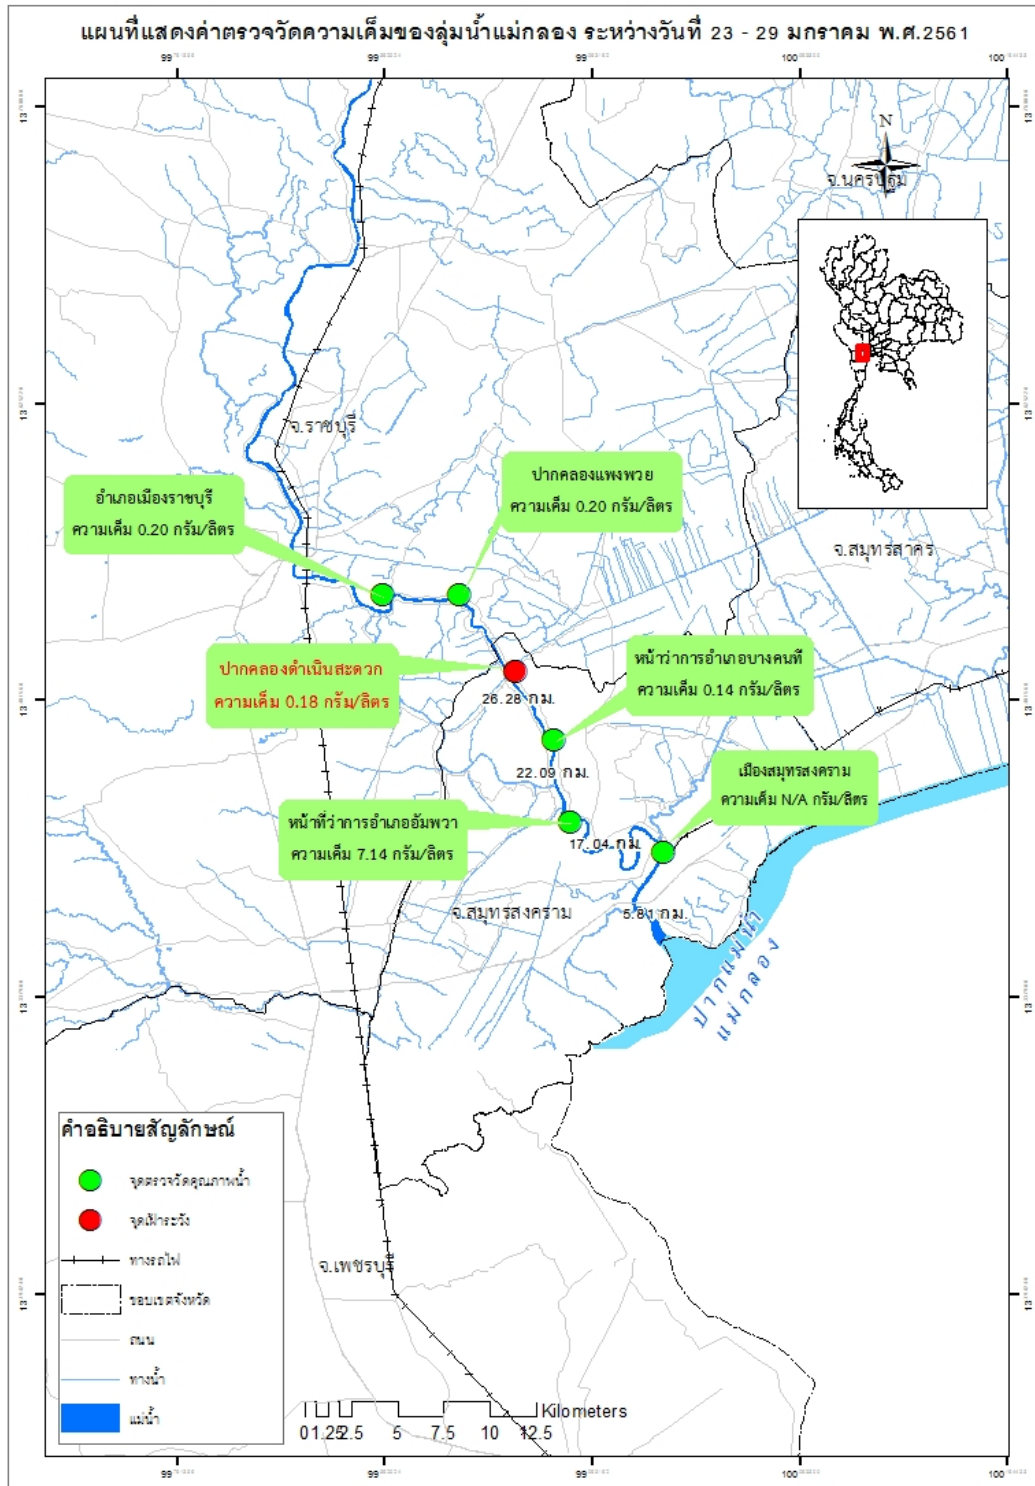 แผนที่แสดงค่าตรวจวัดความเค็มของลุ่มน้ำแม่กลอง ระหว่างวันที่ 23 - 29 มกราคม พ.ศ.2561
N
จ.นครปฐม
จ.ราชบุรี
ปากคลองแพงพวย
ความเค็ม 0.20 กรัม/ลิตร
อำเภอเมืองราชบุรี
ความเค็ม 0.20 กรัม/ลิตร
จ.สมุทรสาคร
ปากคลองดำเนินสะดวก
ความเค็ม 0.18 กรัม/ลิตร
หน้าว่าการอำเภอบางคนที
ความเค็ม 0.14 กรัม/ลิตร
26.28 กม.
22.09 กม.
เมืองสมุทรสงคราม
ความเค็ม N/A กรัม/ลิตร
หน้าที่ว่าการอำเภออัมพวา
ความเค็ม 7.14 กรัม/ลิตร
17.04 กม.
จ.สมุทรสงคราม
5.81 กม.
ปากแม่น้ำ
แม่กลอง
คำอธิบายสัญลักษณ์
จุดตรวจวัดคุณภาพน้ำ
จุดเฝ้าระวัง
ทางรถไฟ
ขอบเขตจังหวัด
ถนน
ทางน้ำ
แม่น้ำ
จ.เพชรบุรี
Kilometers
0 1.25 2.5 5 7.5 10 12.5